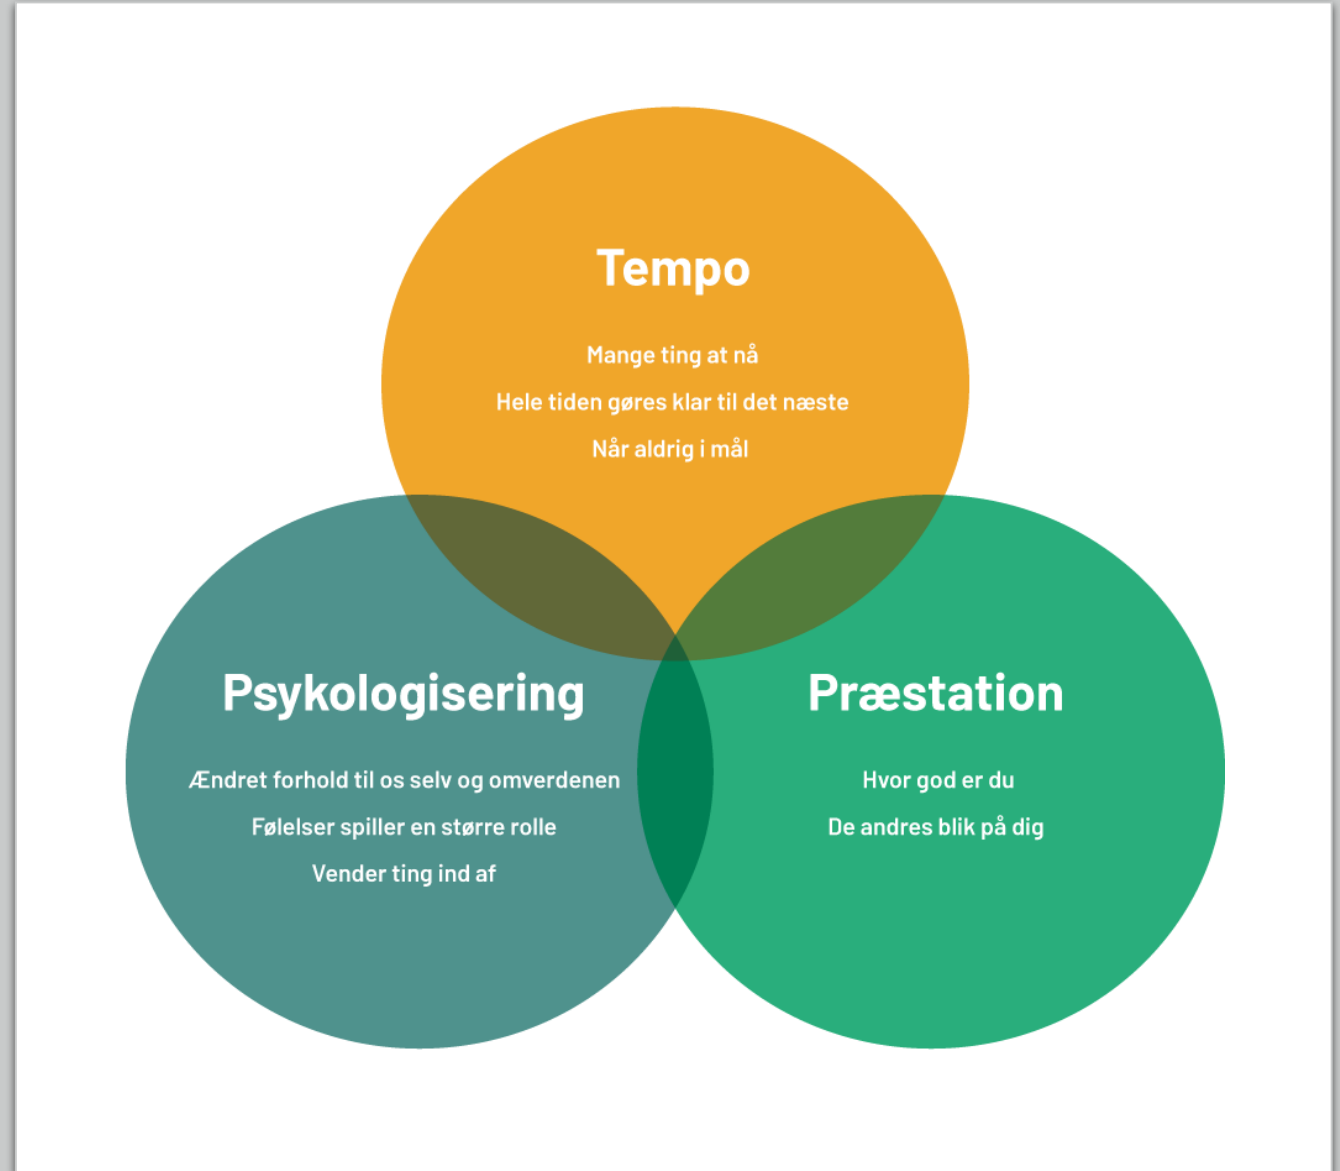 Tempo
Mange ting at nå
Hele tiden gøres klar til det næste
Når aldrig i mål
Psykologisering
Ændret forhold til os selv og omverdenen
Følelser spiller en større rolle
Vender ting ind af
Præstation
Hvor god er du
De andres blik på dig